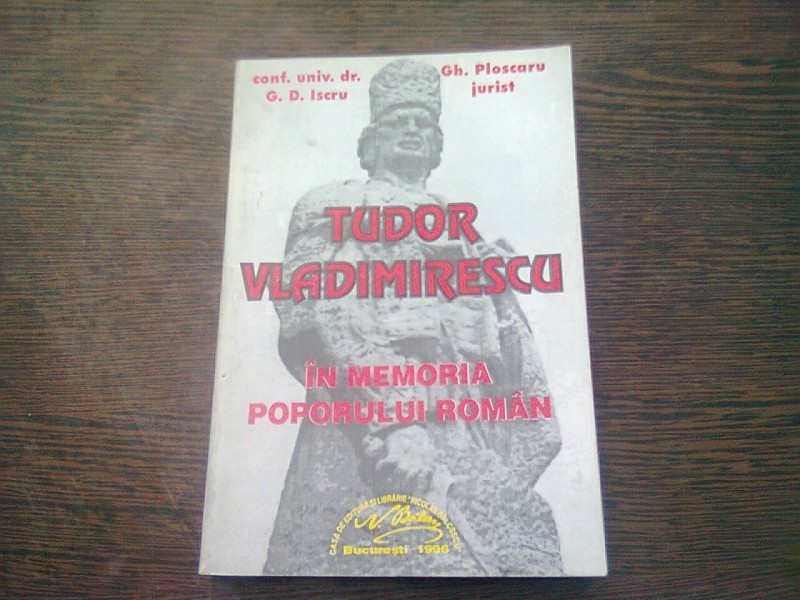 conf. univ. dr.
G. D. Iscru
Gh. Ploscaru
jurist
TUDOR
VLADIMIRESCU
ÎN MEMORIA
POPORULUI ROMÂN
CASA DE EDITURĂ ȘI LIBRĂRIE "NICOLAE BĂLCESCU"
București 1996